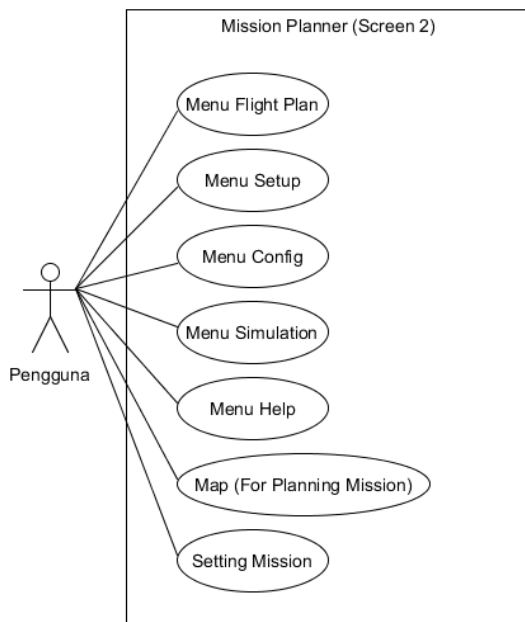 Mission Planner (Screen 2)
Menu Flight Plan
Menu Setup
Menu Config
Menu Simulation
Pengguna
Menu Help
Map (For Planning Mission)
Setting Mission